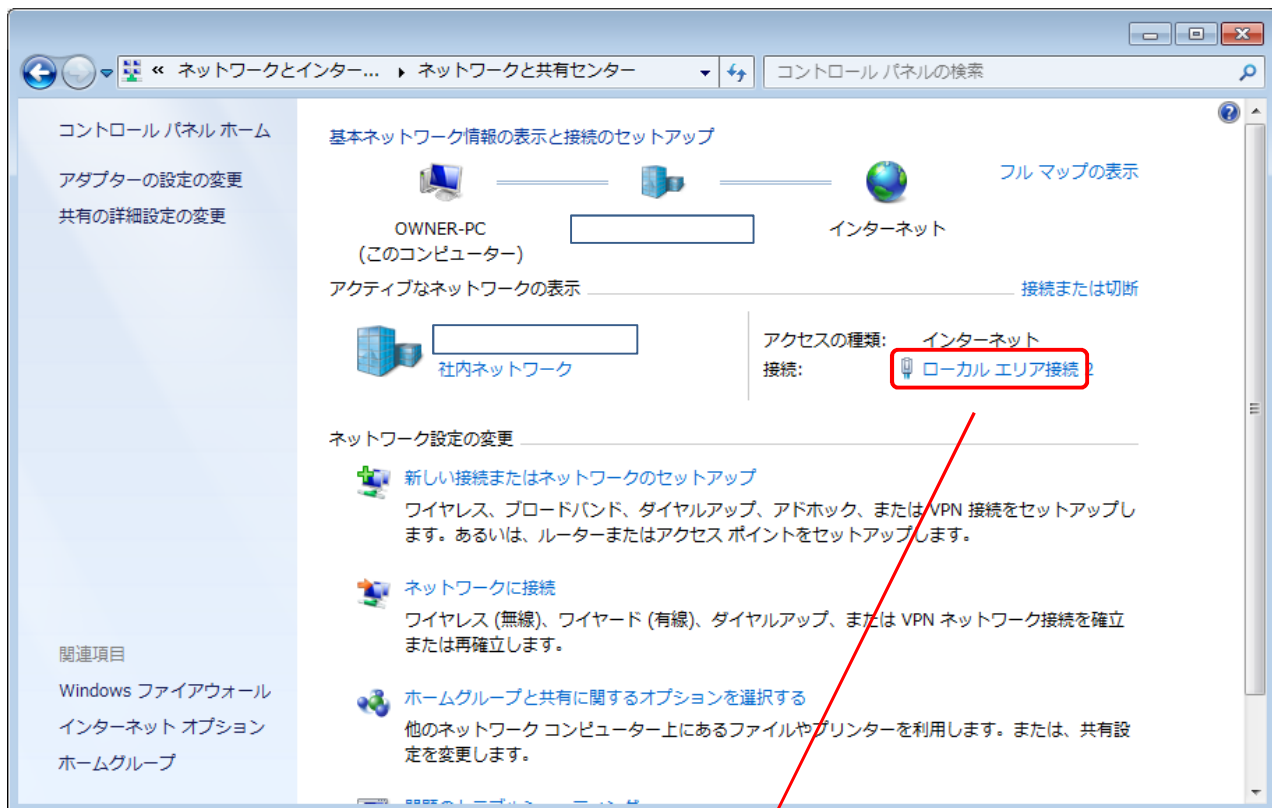 « ネットワークとインター... ネットワークと共有センター
コントロール パネルの検索
コントロール パネル ホーム
アダプターの設定の変更
共有の詳細設定の変更
基本ネットワーク情報の表示と接続のセットアップ
フル マップの表示
OWNER-PC
(このコンピューター)
インターネット
アクティブなネットワークの表示
接続または切断
社内ネットワーク
アクセスの種類: インターネット
接続: ローカル エリア接続 2
ネットワーク設定の変更
新しい接続またはネットワークのセットアップ
ワイヤレス、ブロードバンド、ダイヤルアップ、アドホック、または VPN 接続をセットアップし
ます。あるいは、ルーターまたはアクセス ポイントをセットアップします。
ネットワークに接続
ワイヤレス (無線)、ワイヤード (有線)、ダイヤルアップ、または VPN ネットワーク接続を確立
または再確立します。
ホームグループと共有に関するオプションを選択する
他のネットワーク コンピューター上にあるファイルやプリンターを利用します。または、共有設
定を変更します。
関連項目
Windows ファイアウォール
インターネット オプション
ホームグループ